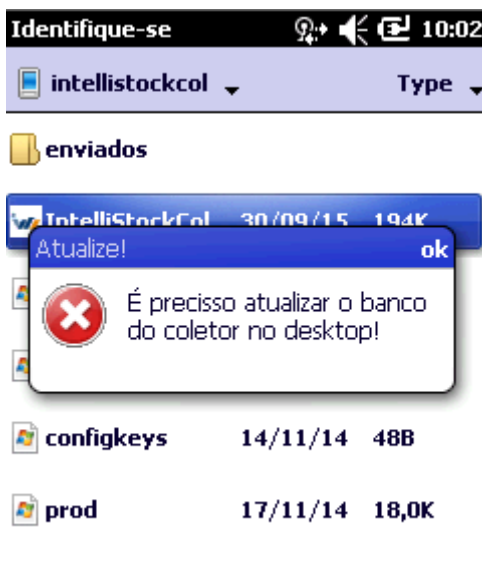 Identifique-se 10:02
intellistockcol Type
enviados
IntelliStockCol 30/09/15 194K
Atualize! ok
É precisso atualizar o banco
do coletor no desktop!
configkeys 14/11/14 48B
prod 17/11/14 18,0K